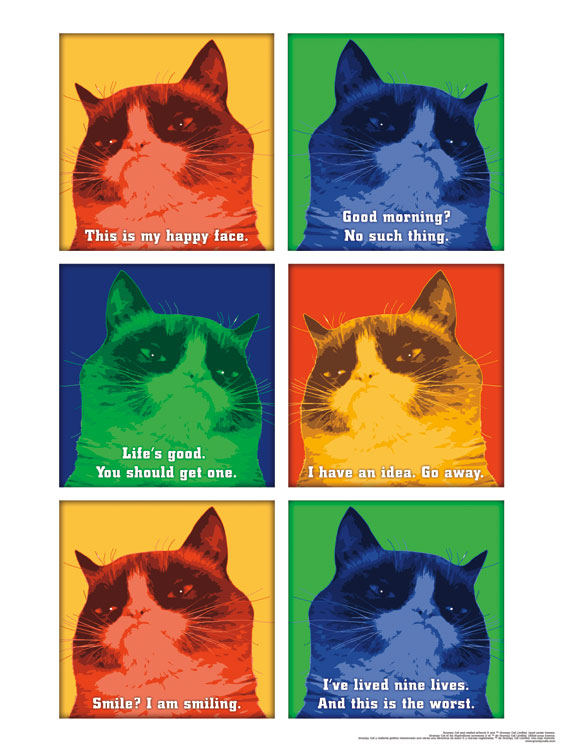 This is my happy face.
Good morning?
No such thing.
Life's good.
You should get one.
I have an idea. Go away.
Smile? I am smiling.
I've lived nine lives.
And this is the worst.